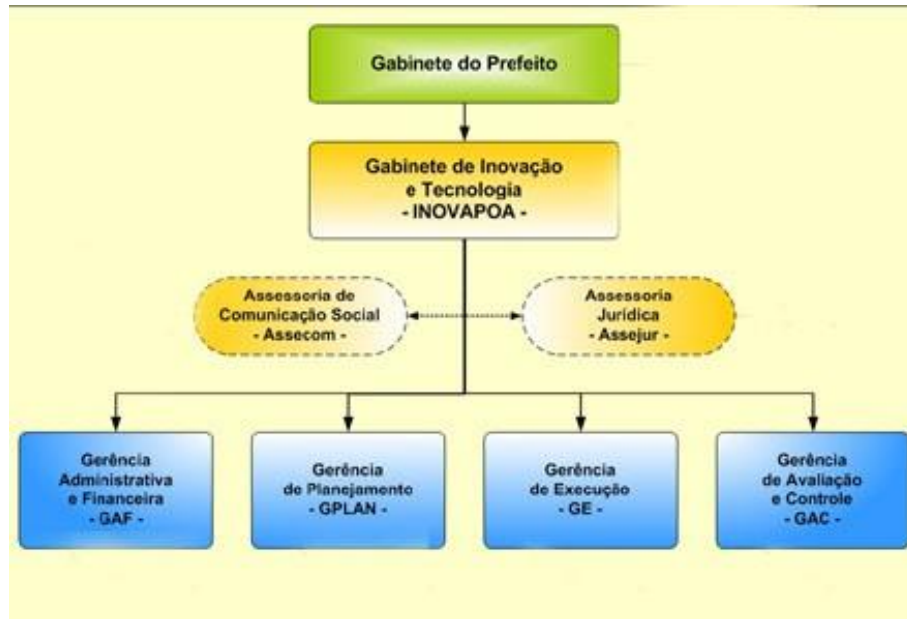 Gabinete do Prefeito
Gabinete de Inovação
e Tecnologia
- INOVAPOA -
Assessoria de
Comunicação Social
- Assecom -
Assessoria
Jurídica
- Assejur -
Gerência
Administrativa
e Financeira
- GAF -
Gerência
de Planejamento
- GPLAN -
Gerência
de Execução
- GE -
Gerência
de Avaliação
e Controle
- GAC -